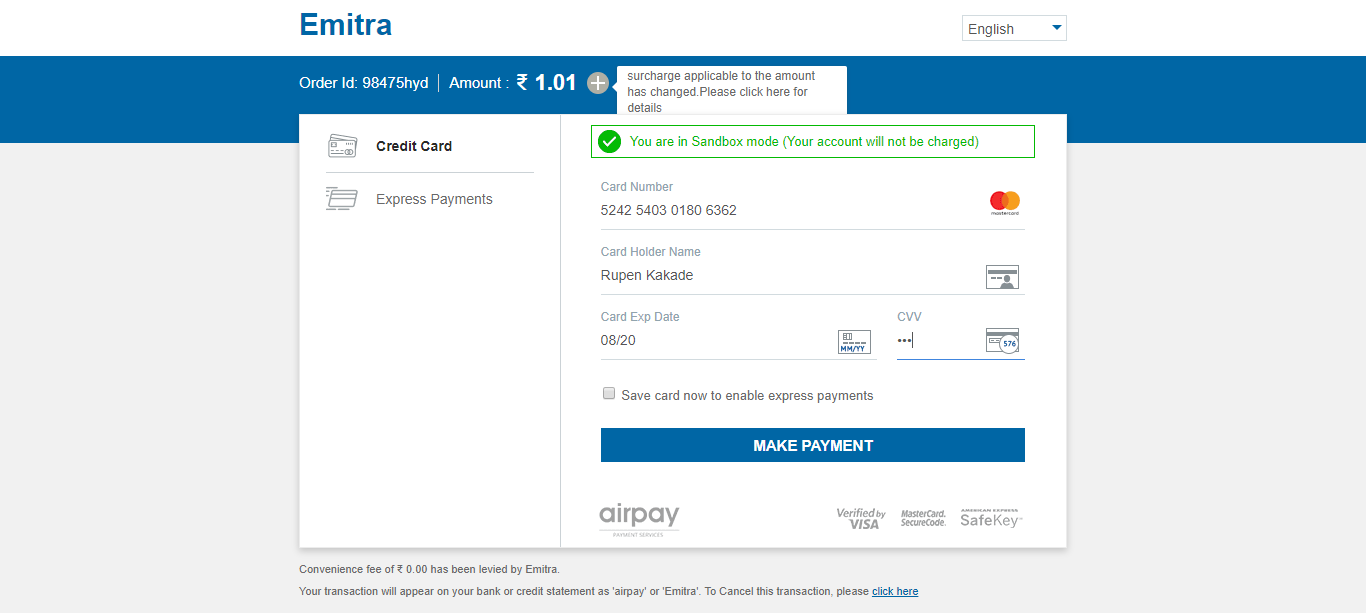 Emitra
English
Order Id: 98475hyd Amount : ₹ 1.01
surcharge applicable to the amount
has changed.Please click here for
details
Credit Card
Express Payments
You are in Sandbox mode (Your account will not be charged)
Card Number
5242 5403 0180 6362
mastercard
Card Holder Name
Rupen Kakade
Card Exp Date
08/20
MM/YY
CVV
•••
576
Save card now to enable express payments
MAKE PAYMENT
airpay
PAYMENT SERVICES
Verified by
VISA
MasterCard.
SecureCode.
AMERICAN EXPRESS
SafeKey
Convenience fee of ₹ 0.00 has been levied by Emitra.
Your transaction will appear on your bank or credit statement as 'airpay' or 'Emitra'. To Cancel this transaction, please click here